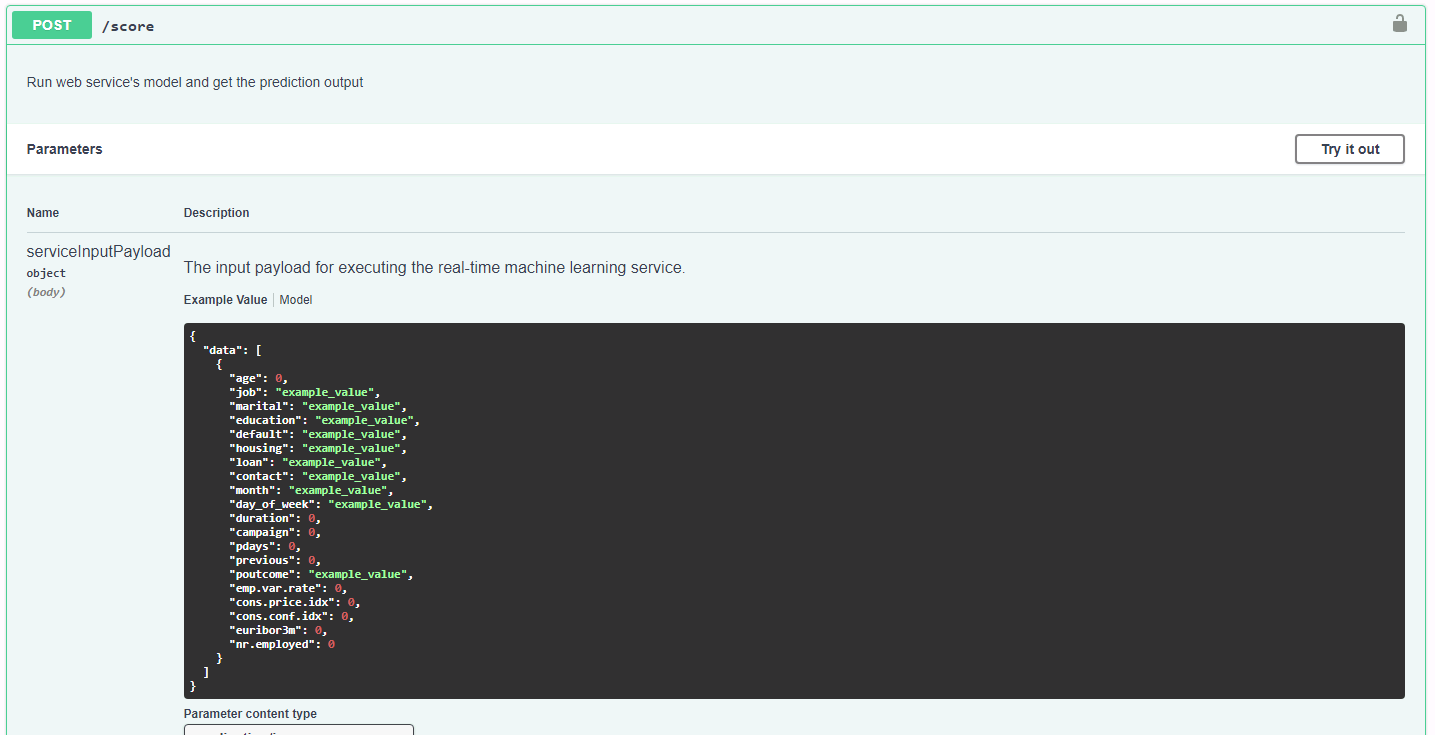 POST /score
Run web service's model and get the prediction output
Parameters
Try it out
Name Description
serviceInputPayload
object
(body)
The input payload for executing the real-time machine learning service.
Example Value Model
{
"data": [
{
"age": 0,
"job": "example_value",
"marital": "example_value",
"education": "example_value",
"default": "example_value",
"housing": "example_value",
"loan": "example_value",
"contact": "example_value",
"month": "example_value",
"day_of_week": "example_value",
"duration": 0,
"campaign": 0,
"pdays": 0,
"previous": 0,
"poutcome": "example_value",
"emp.var.rate": 0,
"cons.price.idx": 0,
"cons.conf.idx": 0,
"euribor3m": 0,
"nr.employed": 0
}
]
}
Parameter content type